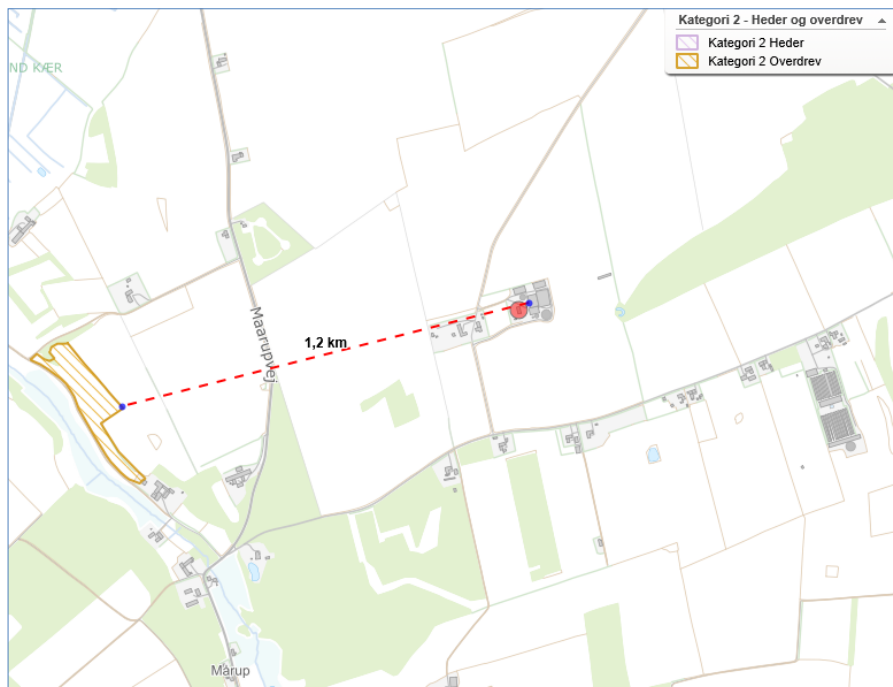 Kategori 2 - Heder og overdrev
Kategori 2 Heder
Kategori 2 Overdrev
ND KÆR
Maarupvej
1,2 km
Mårup